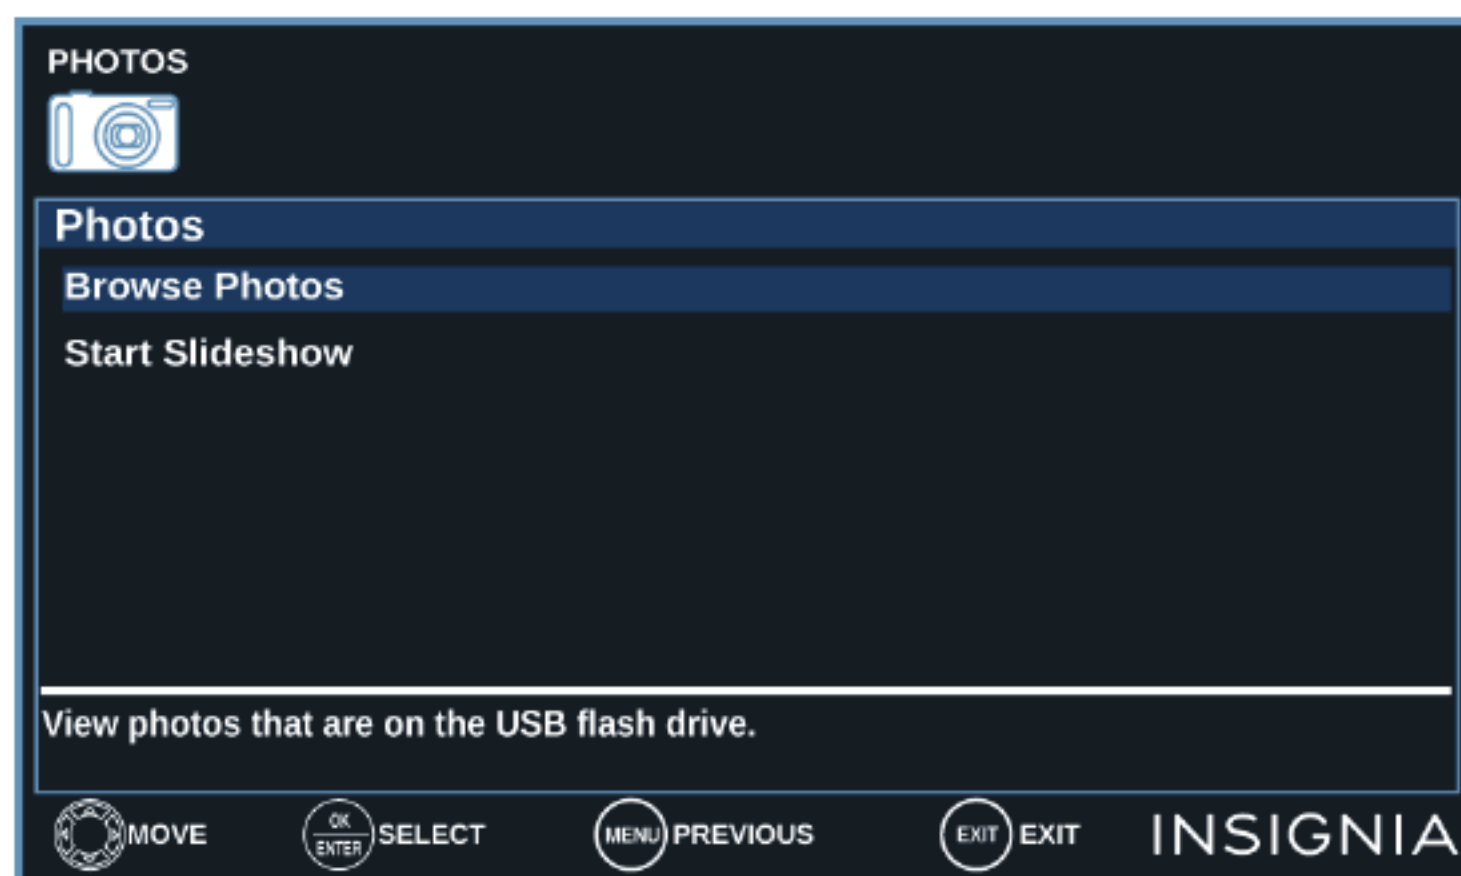 PHOTOS
Photos
Browse Photos
Start Slideshow
View photos that are on the USB flash drive.
MOVE OK ENTER SELECT MENU PREVIOUS EXIT EXIT INSIGNIA